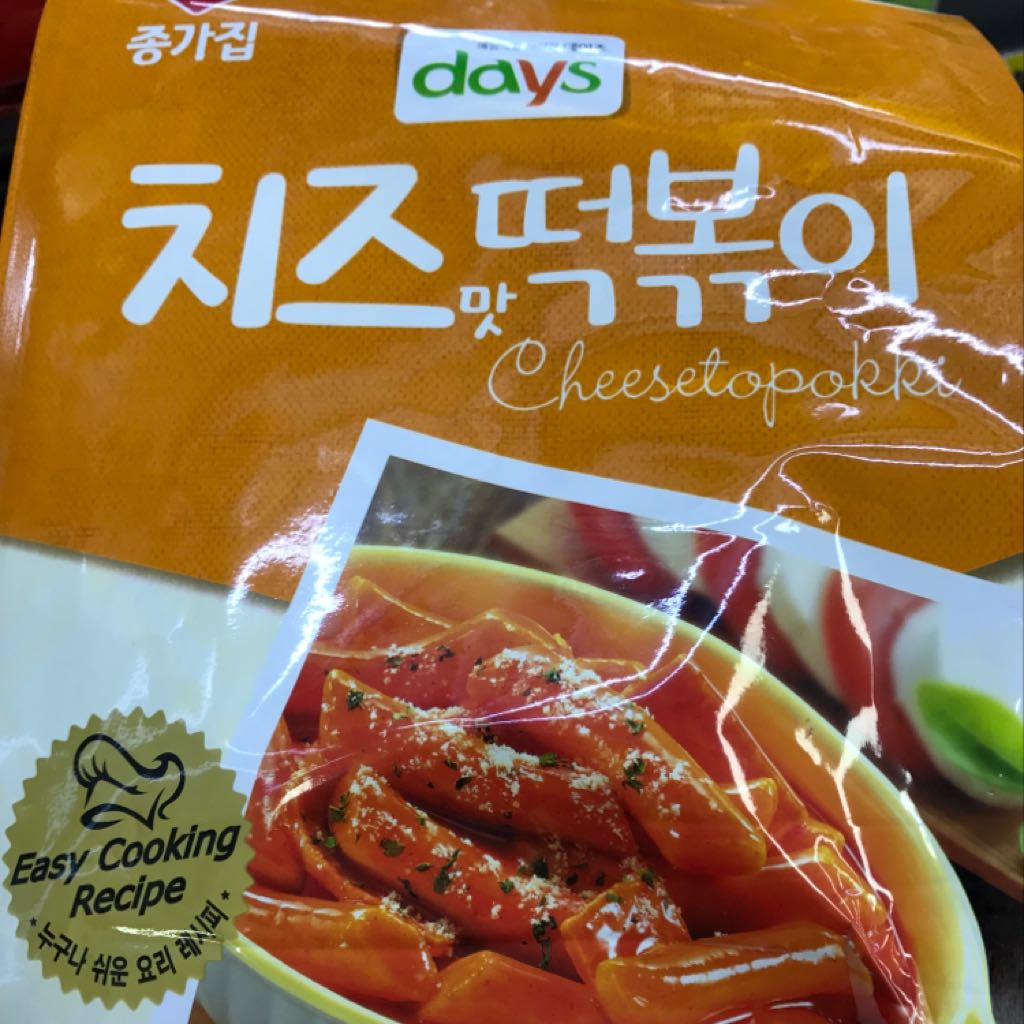 종가집
days
치즈맛떡볶이
Cheesetopokki
Easy Cooking
Recipe
누구나 쉬운 요리 레시피